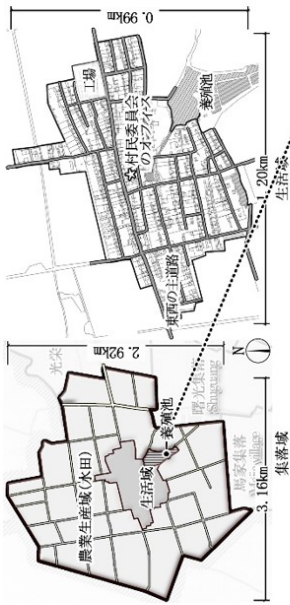 0.99km
工場
☆村民委員会
のオフィス
養殖池
東西の主道路
1.20km
生活域
2.92km
光栄
N
農業生産域(水田)
生活域
養殖池
曙光集落
Shuguang
馬家集落
3.16km
集落域